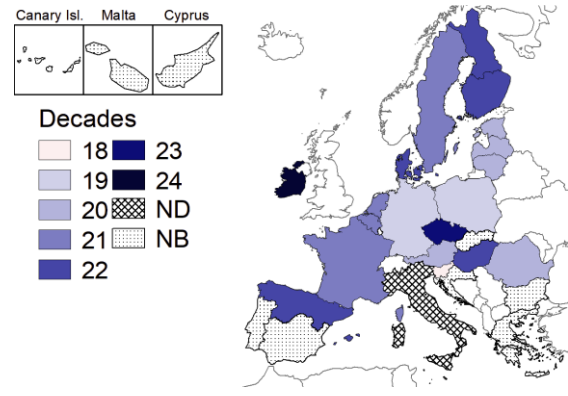 Canary Isl. Malta Cyprus
Decades
18 23
19 24
20 ND
21 NB
22